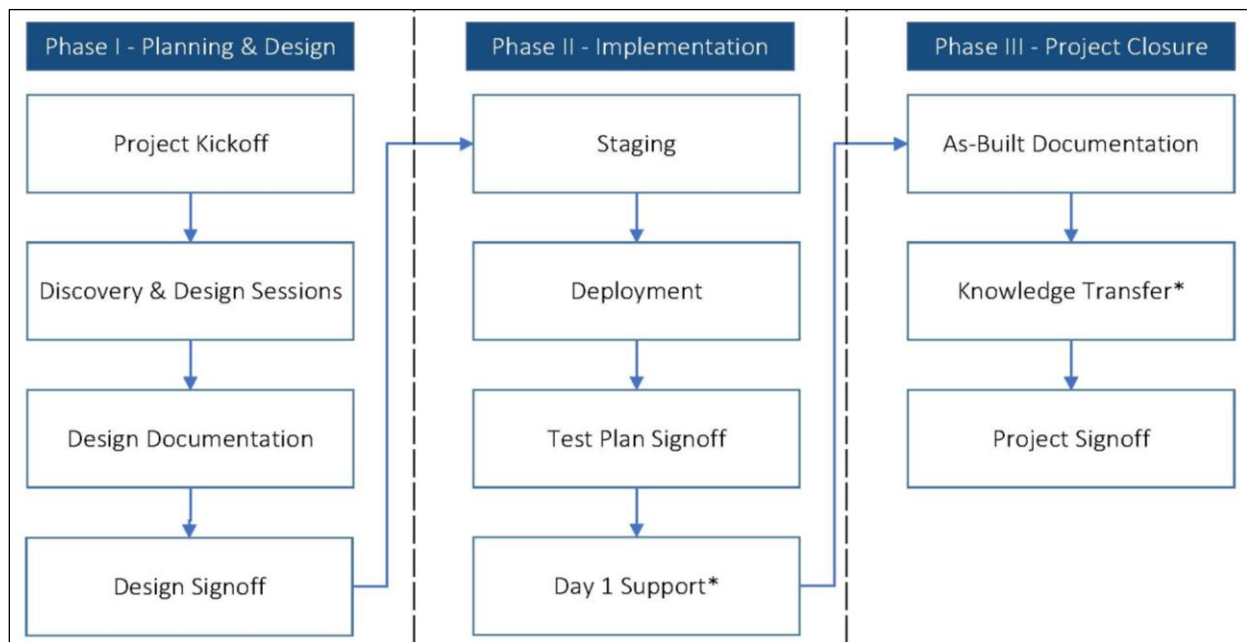 Phase I - Planning & Design
Project Kickoff
Discovery & Design Sessions
Design Documentation
Design Signoff
Phase II - Implementation
Staging
Deployment
Test Plan Signoff
Day 1 Support*
Phase III - Project Closure
As-Built Documentation
Knowledge Transfer*
Project Signoff